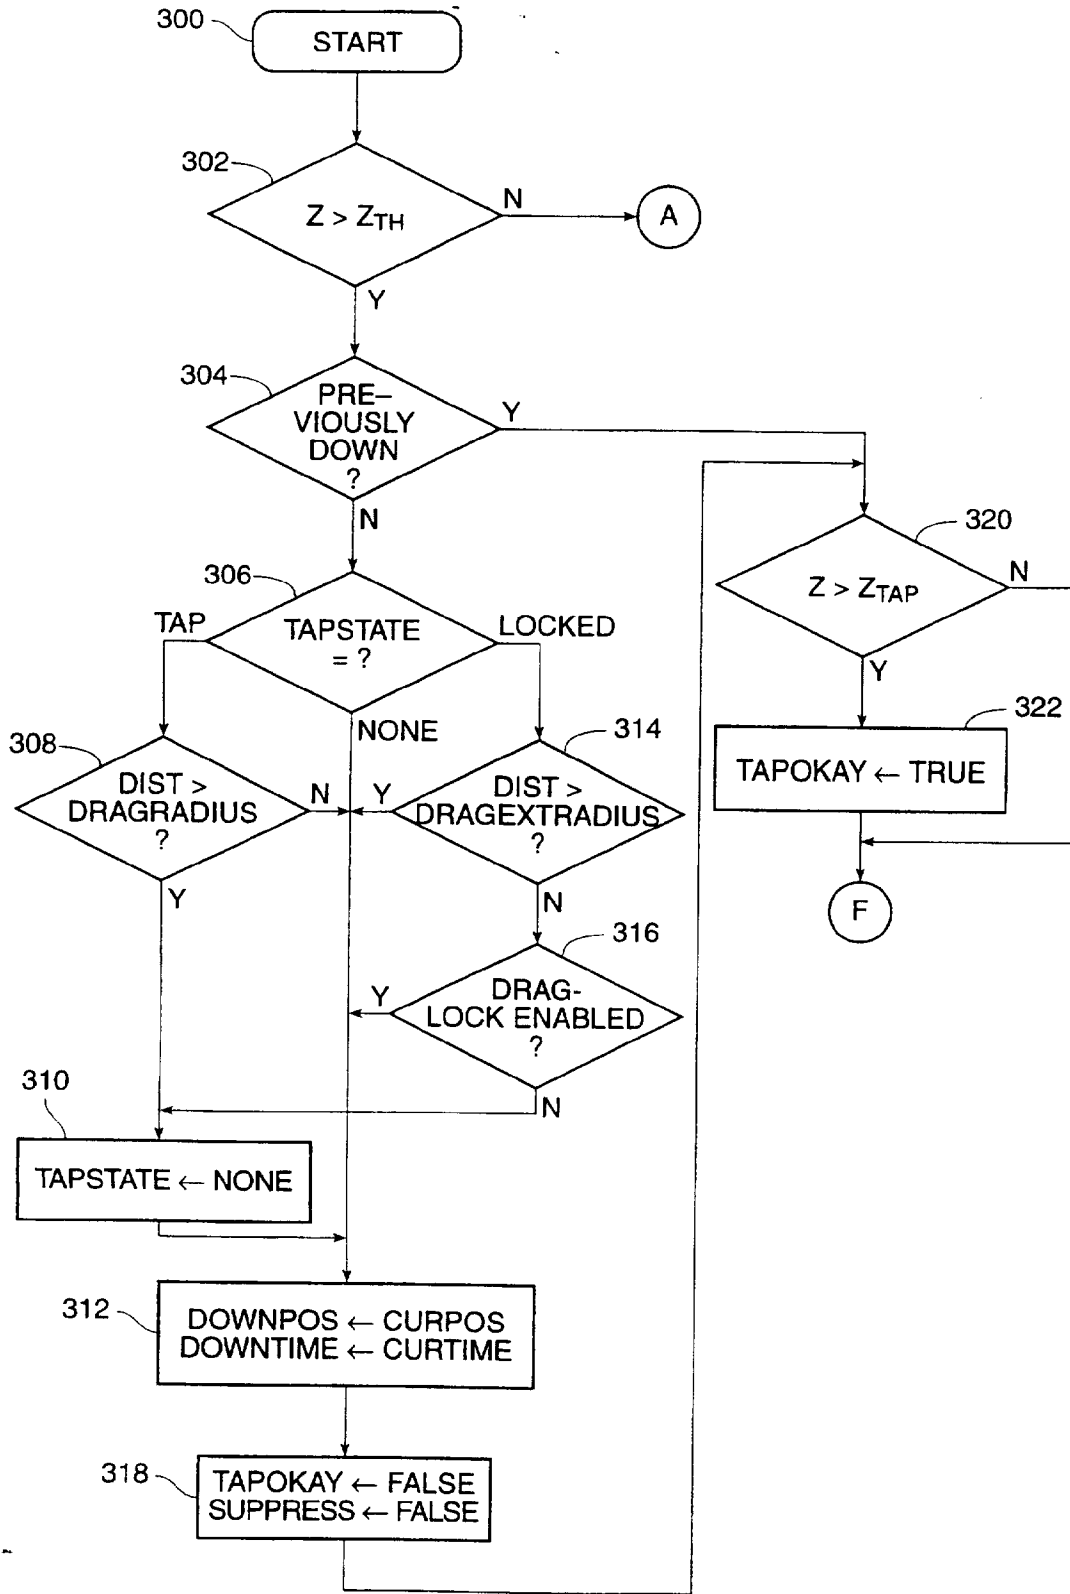 300
START
302
Z > ZTH
N
A
Y
304
PRE–
VIOUSLY
DOWN
?
Y
N
320
Z > ZTAP
N
Y
306
TAPSTATE
= ?
TAP
LOCKED
NONE
322
TAPOKAY ← TRUE
F
308
DIST >
DRAGRADIUS
?
N
Y
314
DIST >
DRAGEXTRADIUS
?
Y
N
316
DRAG-
LOCK ENABLED
?
Y
N
310
TAPSTATE ← NONE
312
DOWNPOS ← CURPOS
DOWNTIME ← CURTIME
318
TAPOKAY ← FALSE
SUPPRESS ← FALSE